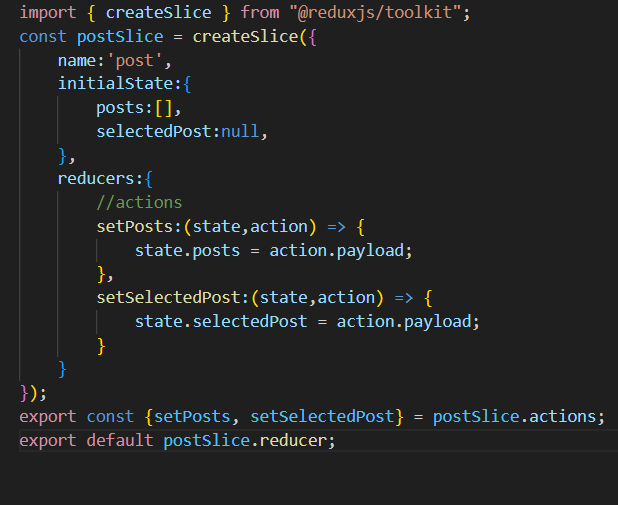 import { createSlice } from "@reduxjs/toolkit";
const postSlice = createSlice({
    name:'post',
    initialState:{
        posts:[],
        selectedPost:null,
    },
    reducers:{
        //actions
        setPosts:(state,action) => {
            state.posts = action.payload;
        },
        setSelectedPost:(state,action) => {
            state.selectedPost = action.payload;
        }
    }
});
export const {setPosts, setSelectedPost} = postSlice.actions;
export default postSlice.reducer;